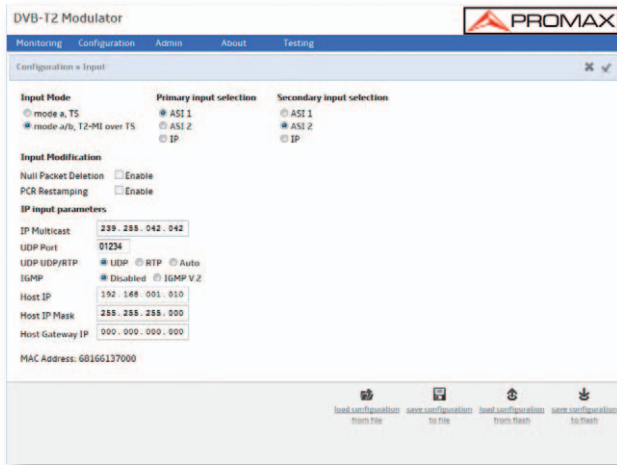 DVB-T2 Modulator
PROMAX
Monitoring Configuration Admin About Testing
Configuration » Input
Input Mode Primary input selection Secondary input selection
mode a, TS ASI 1 ASI 1
mode a/b, T2-MI over TS ASI 2 ASI 2
IP IP
Input Modification
Null Packet Deletion Enable
PCR Restamping Enable
IP input parameters
IP Multicast 239.255.042.042
UDP Port 01234
UDP UDP/RTP UDP RTP Auto
IGMP Disabled IGMP V.2
Host IP 192.168.001.010
Host IP Mask 255.255.255.000
Host Gateway IP 000.000.000.000
MAC Address: 68166137000
load configuration save configuration load configuration save configuration
from file to file from flash to flash